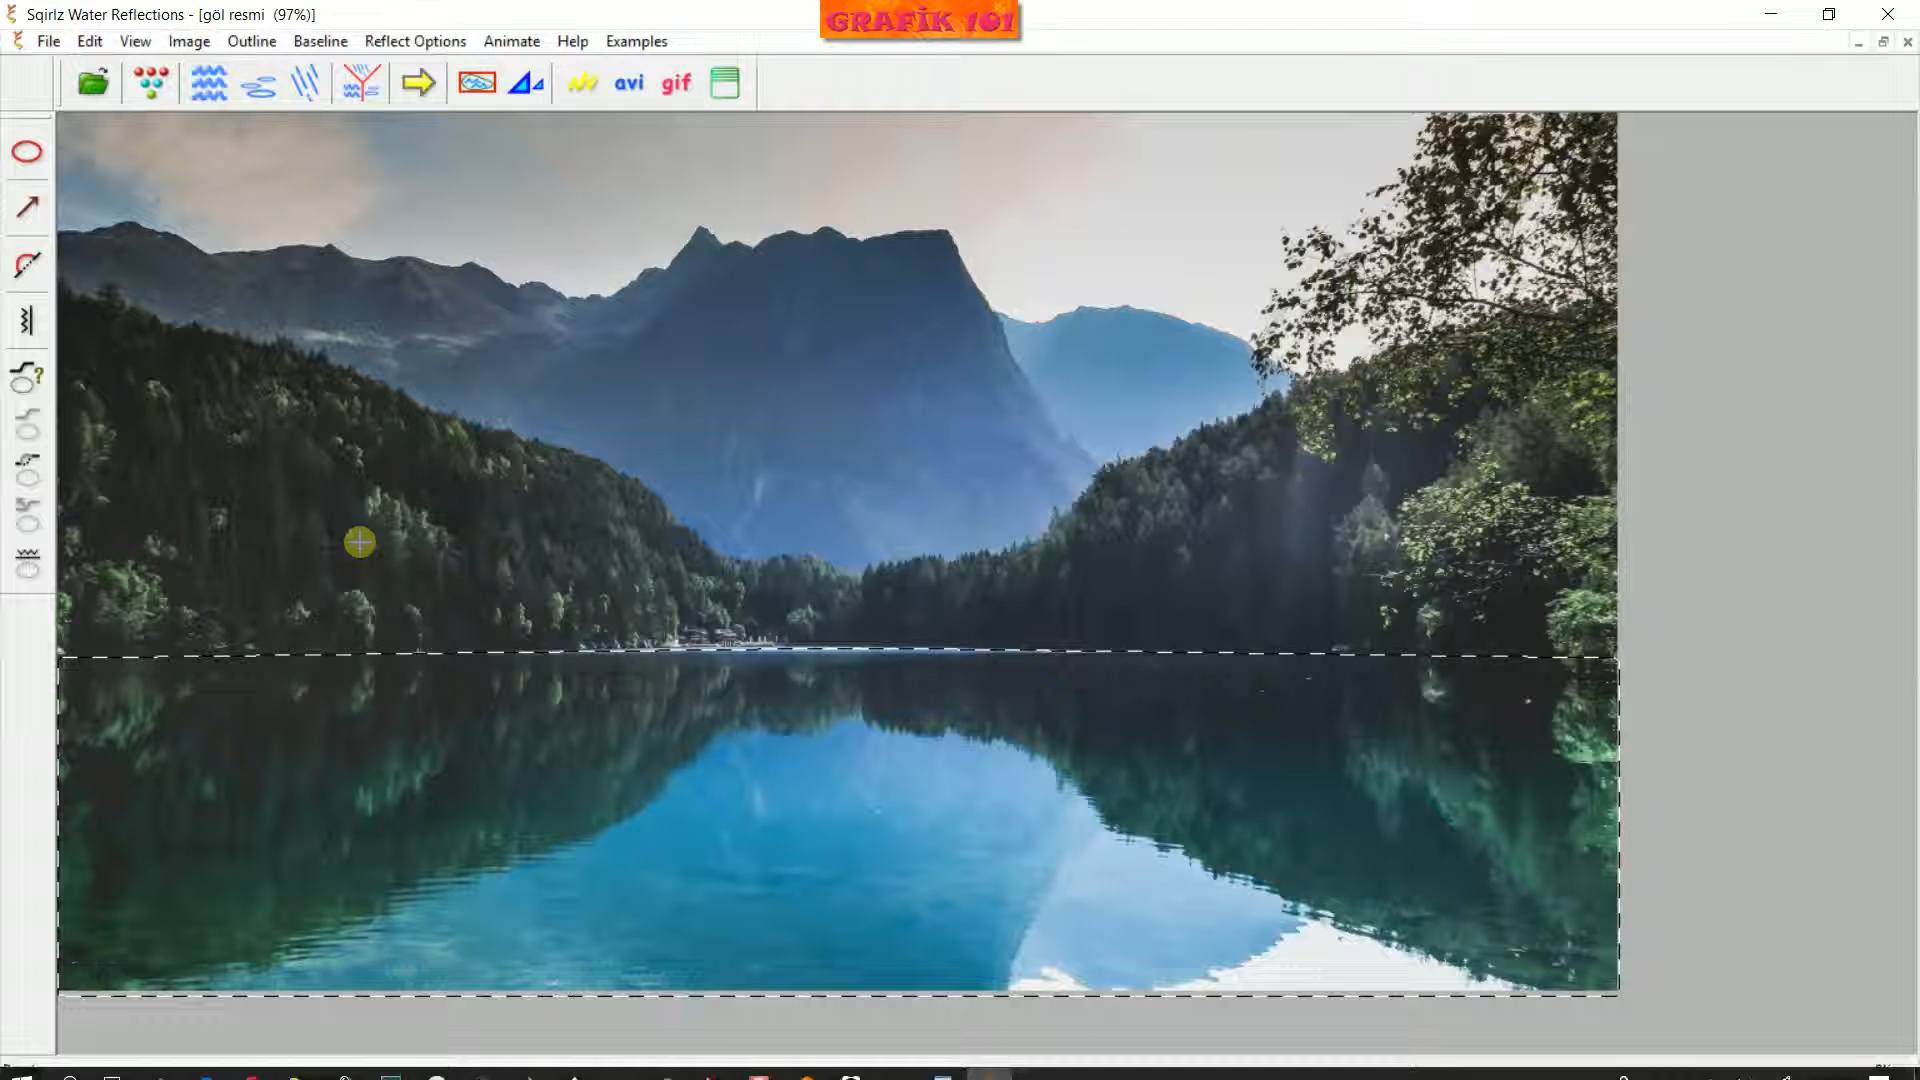 Sqirlz Water Reflections - [göl resmi  (97%)]
GRAFİK 101
File Edit View Image Outline Baseline Reflect Options Animate Help Examples
avi gif